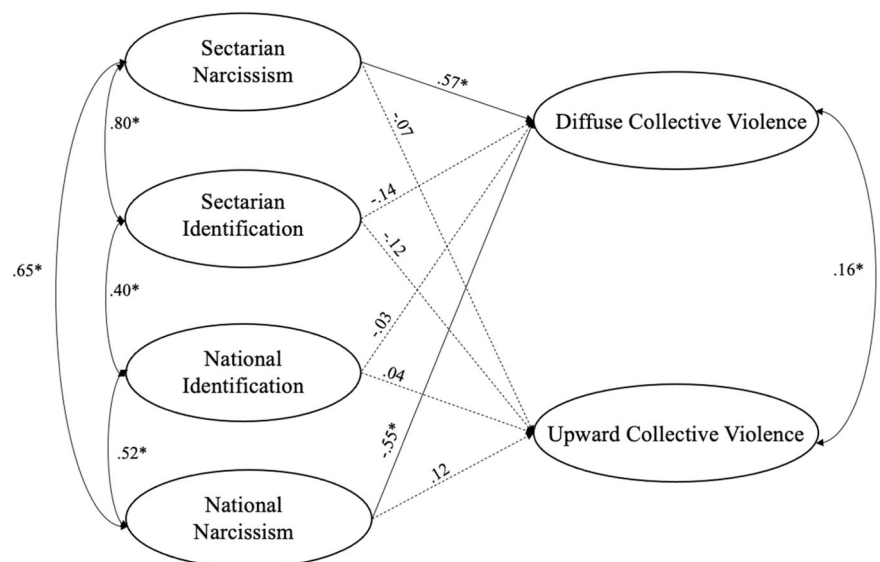 Sectarian
Narcissism
.57*
Diffuse Collective Violence
-.07
.80*
-.14
Sectarian
Identification
-.12
.65*
.16*
.40*
-.03
National
Identification
.04
Upward Collective Violence
-.55*
.52*
.12
National
Narcissism